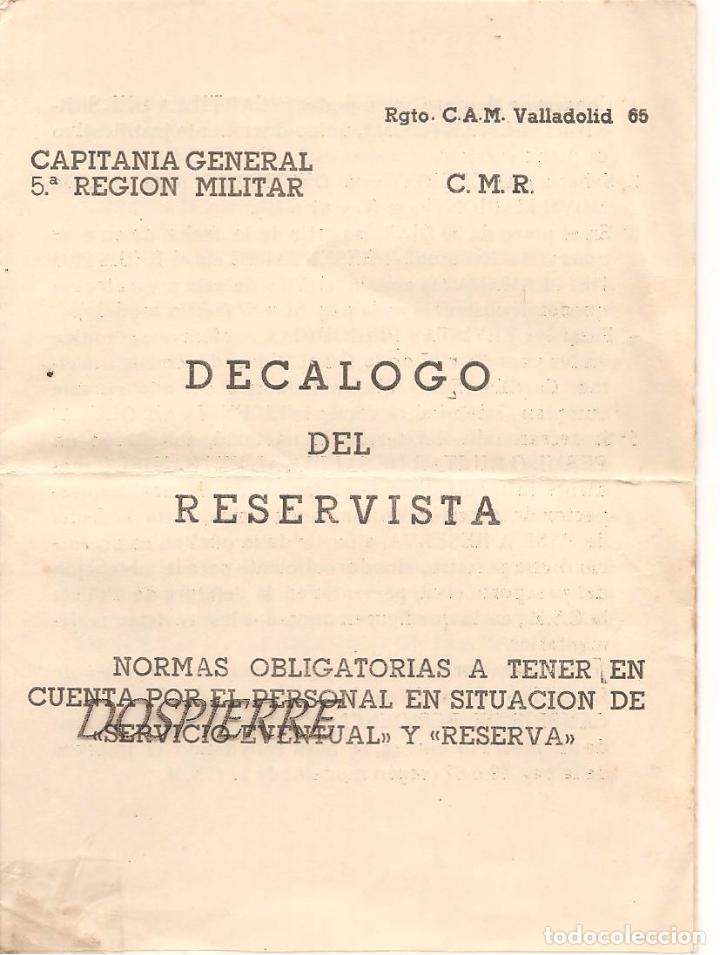 Rgto. C.A.M. Valladolid 65
CAPITANIA GENERAL
5.ª REGION MILITAR
C. M. R.
DECALOGO
DEL
RESERVISTA
NORMAS OBLIGATORIAS A TENER EN
CUENTA POR EL PERSONAL EN SITUACION DE
«SERVICIO EVENTUAL» Y «RESERVA»
DOSPIERRE
todocoleccion.net